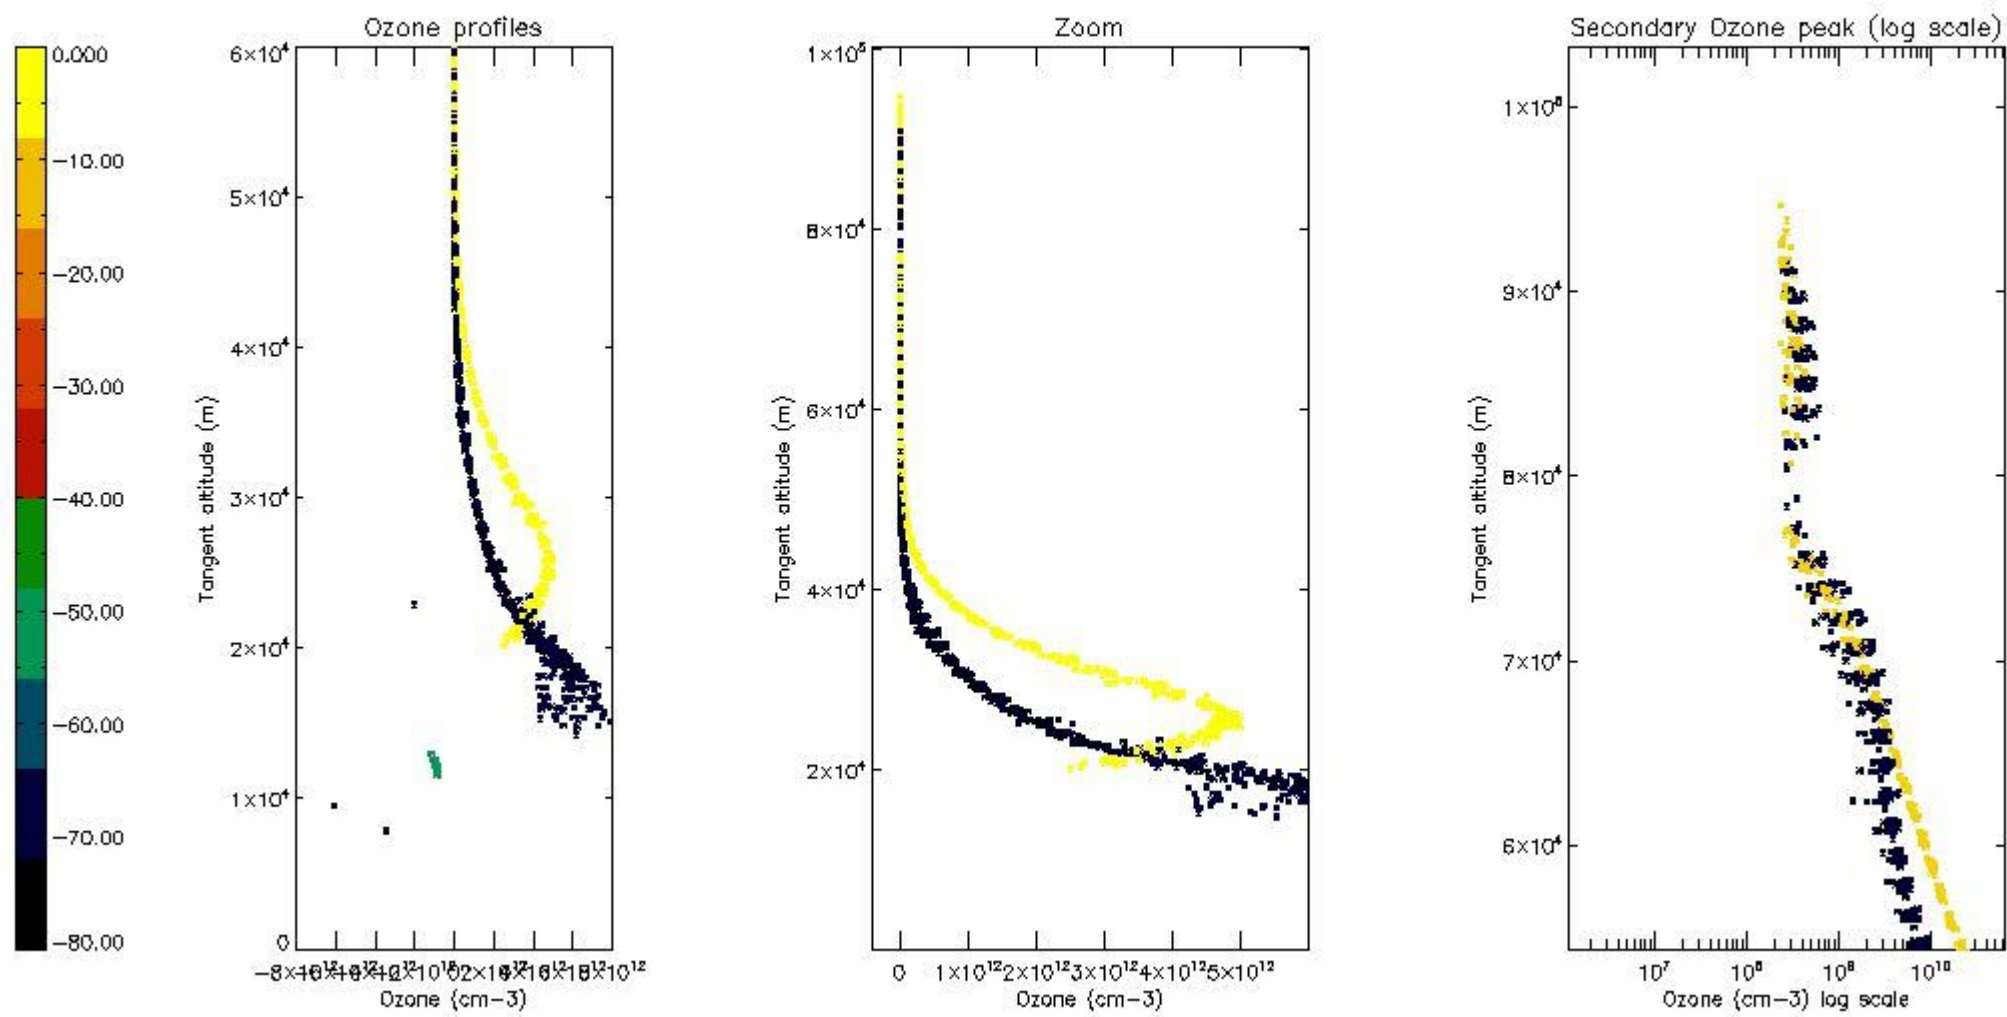 Ozone profiles
Zoom
Secondary Ozone peak (log scale)
0.000
-10.00
-20.00
-30.00
-40.00
-50.00
-60.00
-70.00
-80.00
6×10⁴
5×10⁴
4×10⁴
3×10⁴
2×10⁴
1×10⁴
0
Tangent altitude (m)
Ozone (cm-3)
1×10⁵
8×10⁴
6×10⁴
4×10⁴
2×10⁴
Tangent altitude (m)
0 1×10¹² 2×10¹² 3×10¹² 4×10¹² 5×10¹²
Ozone (cm-3)
9×10⁴
8×10⁴
7×10⁴
6×10⁴
Tangent altitude (m)
10⁷ 10⁸ 10⁹ 10¹⁰
Ozone (cm-3) log scale